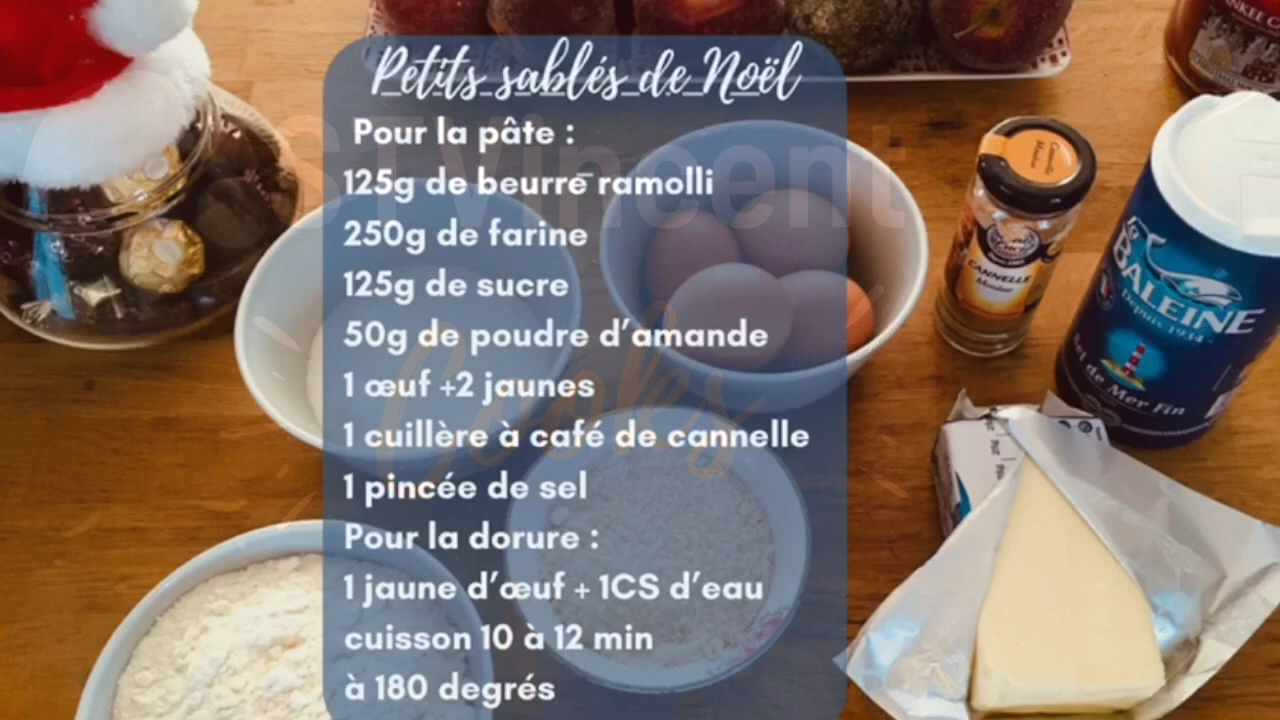 Petits sablés de Noël
Pour la pâte :
125g de beurre ramolli
250g de farine
125g de sucre
50g de poudre d'amande
1 œuf +2 jaunes
1 cuillère à café de cannelle
1 pincée de sel
Pour la dorure :
1 jaune d'œuf + 1CS d'eau
cuisson 10 à 12 min
à 180 degrés
STVincent
Cooks
CANNELLE
Moulue
la
BALEINE
Depuis 1934
Sel de Mer Fin